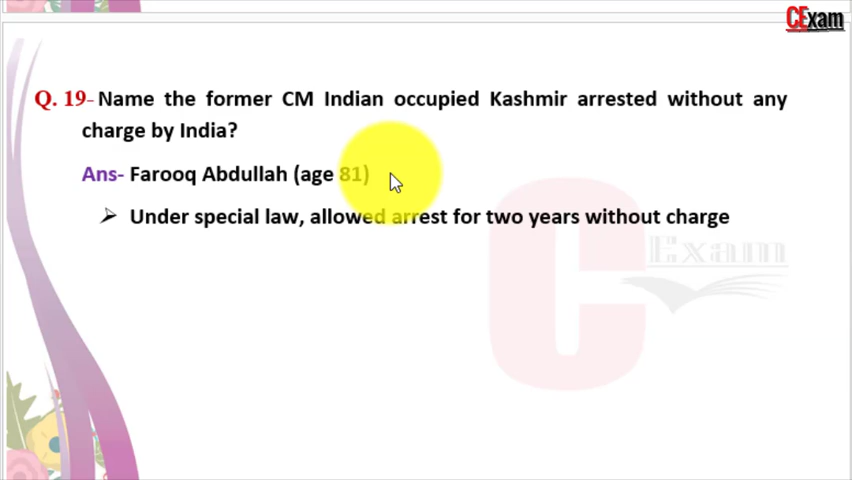 CExam
Q. 19- Name the former CM Indian occupied Kashmir arrested without any
charge by India?
Ans- Farooq Abdullah (age 81)
➢ Under special law, allowed arrest for two years without charge
C Exam